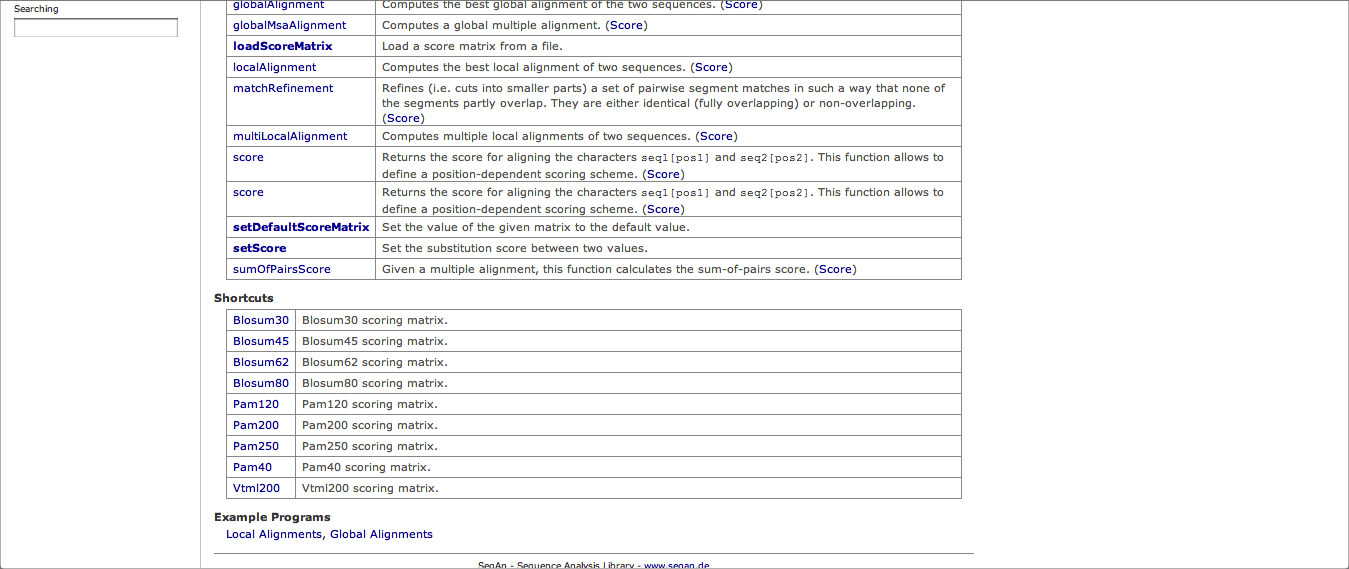 Searching
globalAlignment Computes the best global alignment of the two sequences. (Score)
globalMsaAlignment Computes a global multiple alignment. (Score)
loadScoreMatrix Load a score matrix from a file.
localAlignment Computes the best local alignment of two sequences. (Score)
matchRefinement Refines (i.e. cuts into smaller parts) a set of pairwise segment matches in such a way that none of
the segments partly overlap. They are either identical (fully overlapping) or non-overlapping.
(Score)
multiLocalAlignment Computes multiple local alignments of two sequences. (Score)
score Returns the score for aligning the characters seq1[pos1] and seq2[pos2]. This function allows to
define a position-dependent scoring scheme. (Score)
score Returns the score for aligning the characters seq1[pos1] and seq2[pos2]. This function allows to
define a position-dependent scoring scheme. (Score)
setDefaultScoreMatrix Set the value of the given matrix to the default value.
setScore Set the substitution score between two values.
sumOfPairsScore Given a multiple alignment, this function calculates the sum-of-pairs score. (Score)
Shortcuts
Blosum30 Blosum30 scoring matrix.
Blosum45 Blosum45 scoring matrix.
Blosum62 Blosum62 scoring matrix.
Blosum80 Blosum80 scoring matrix.
Pam120 Pam120 scoring matrix.
Pam200 Pam200 scoring matrix.
Pam250 Pam250 scoring matrix.
Pam40 Pam40 scoring matrix.
Vtml200 Vtml200 scoring matrix.
Example Programs
Local Alignments, Global Alignments
SeqAn - Sequence Analysis Library - www.seqan.de